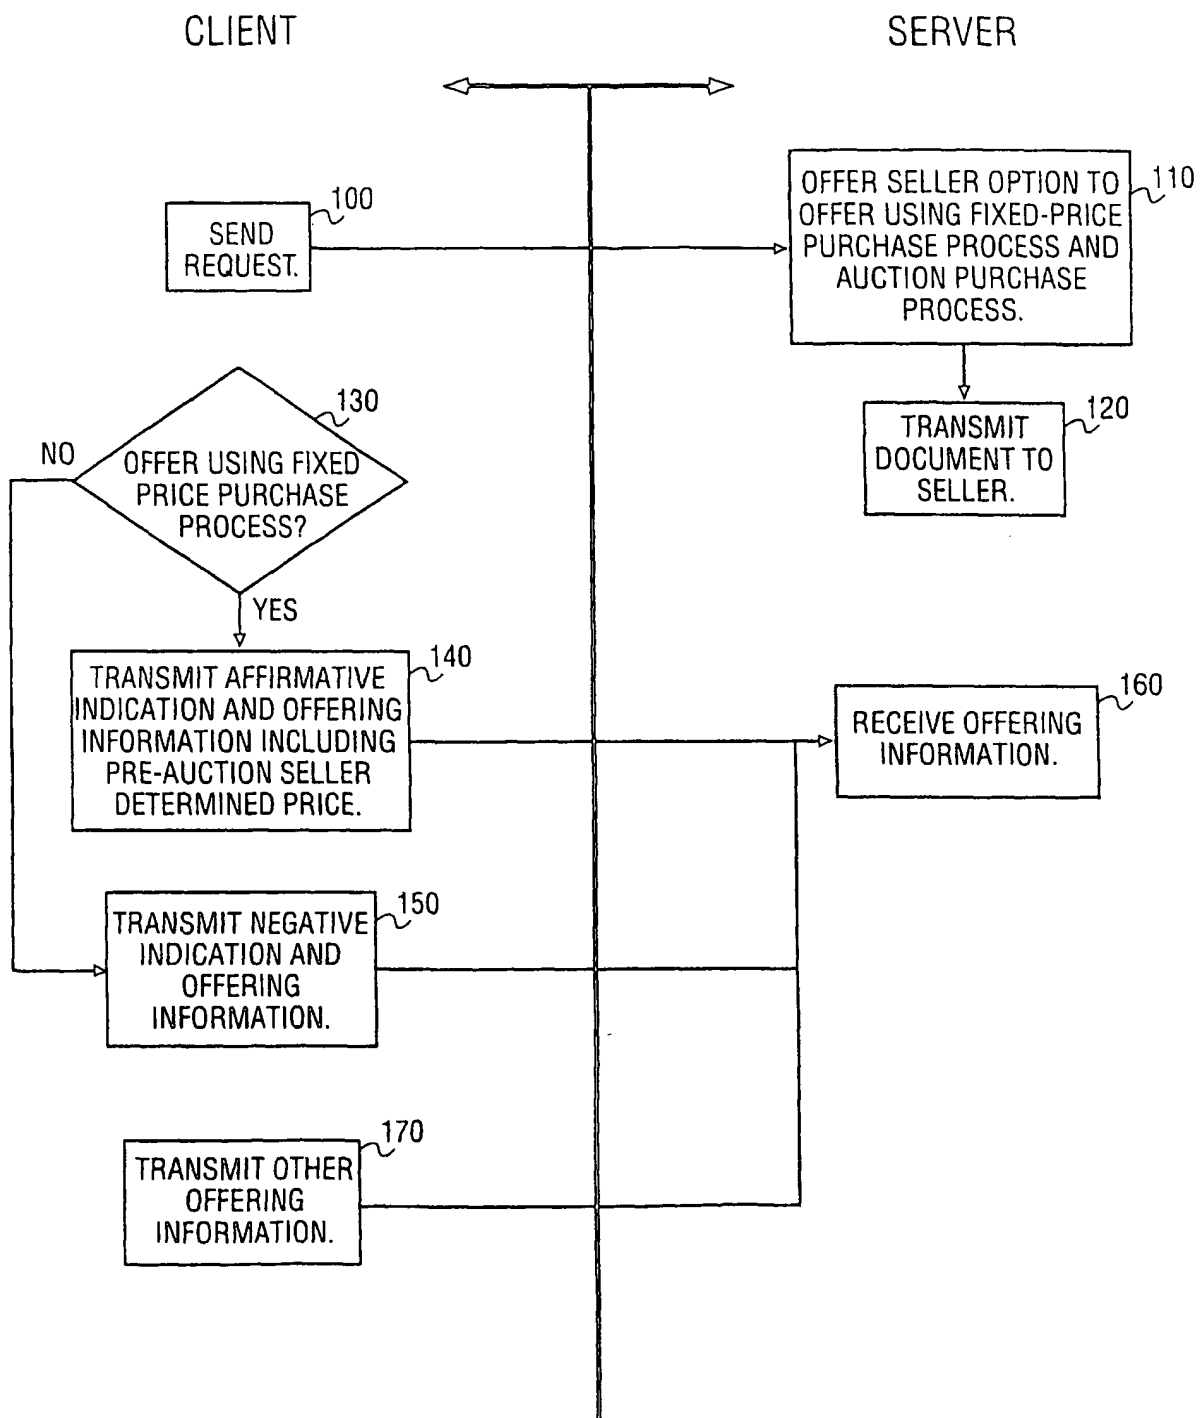 CLIENT
SERVER
100
SEND
REQUEST.
110
OFFER SELLER OPTION TO
OFFER USING FIXED-PRICE
PURCHASE PROCESS AND
AUCTION PURCHASE
PROCESS.
120
TRANSMIT
DOCUMENT TO
SELLER.
130
NO
OFFER USING FIXED
PRICE PURCHASE
PROCESS?
YES
140
TRANSMIT AFFIRMATIVE
INDICATION AND OFFERING
INFORMATION INCLUDING
PRE-AUCTION SELLER
DETERMINED PRICE.
160
RECEIVE OFFERING
INFORMATION.
150
TRANSMIT NEGATIVE
INDICATION AND
OFFERING
INFORMATION.
170
TRANSMIT OTHER
OFFERING
INFORMATION.